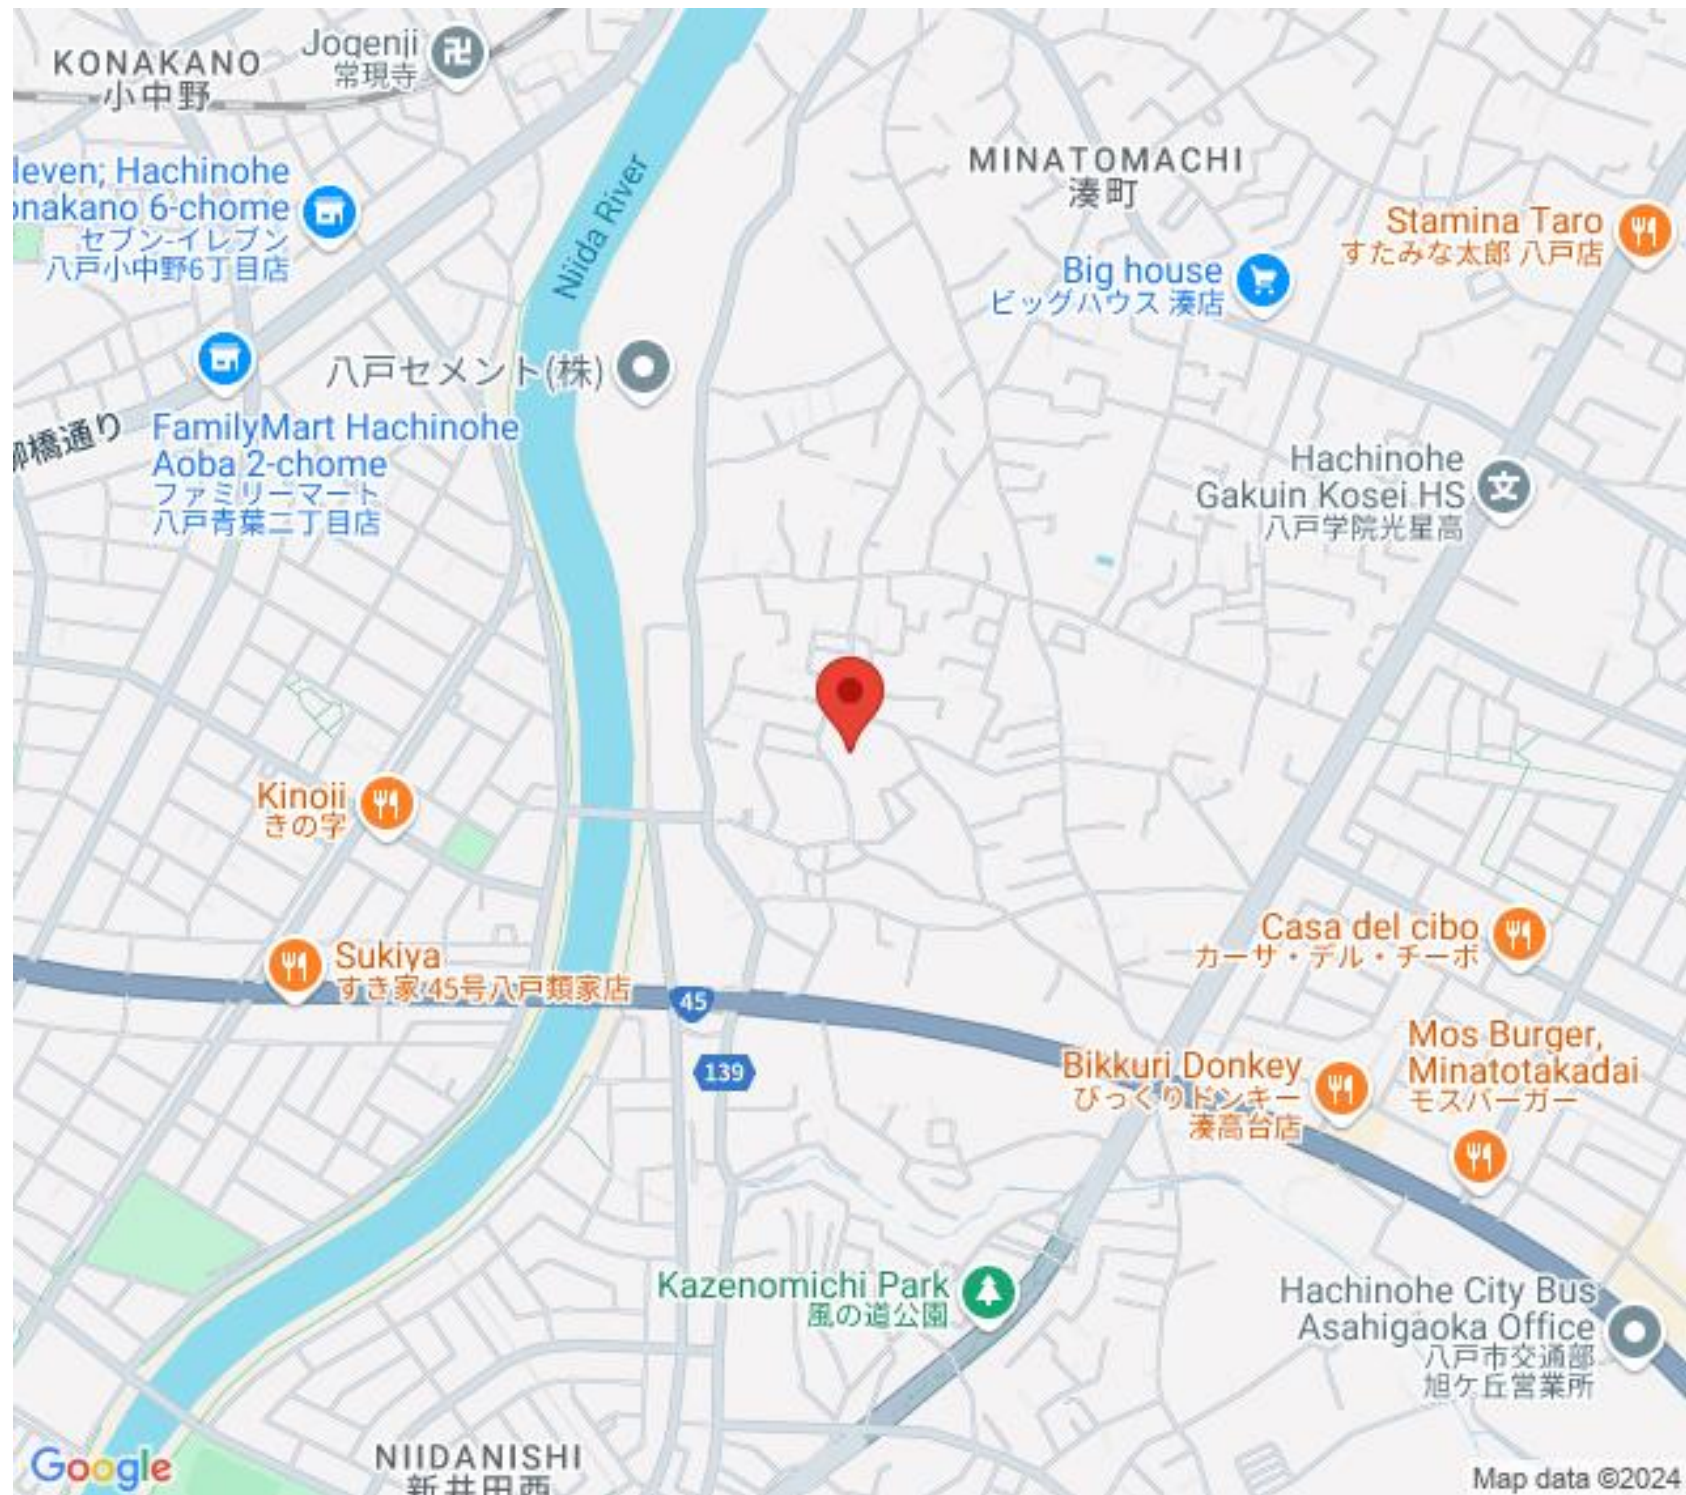 KONAKANO
小中野
Jogenji
常現寺
leven; Hachinohe
onakano 6-chome
セブン-イレブン
八戸小中野6丁目店
Niida River
MINATOMACHI
湊町
Stamina Taro
すたみな太郎 八戸店
Big house
ビッグハウス 湊店
八戸セメント(株)
柳橋通り
FamilyMart Hachinohe
Aoba 2-chome
ファミリーマート
八戸青葉二丁目店
Hachinohe
Gakuin Kosei HS
八戸学院光星高
Kinoji
きの字
Sukiya
すき家 45号八戸類家店
45
139
Casa del cibo
カーサ・デル・チーボ
Bikkuri Donkey
びっくりドンキー
湊高台店
Mos Burger,
Minatotakadai
モスバーガー
Kazenomichi Park
風の道公園
Hachinohe City Bus
Asahigaoka Office
八戸市交通部
旭ケ丘営業所
NIIDANISHI
新井田西
Google
Map data ©2024